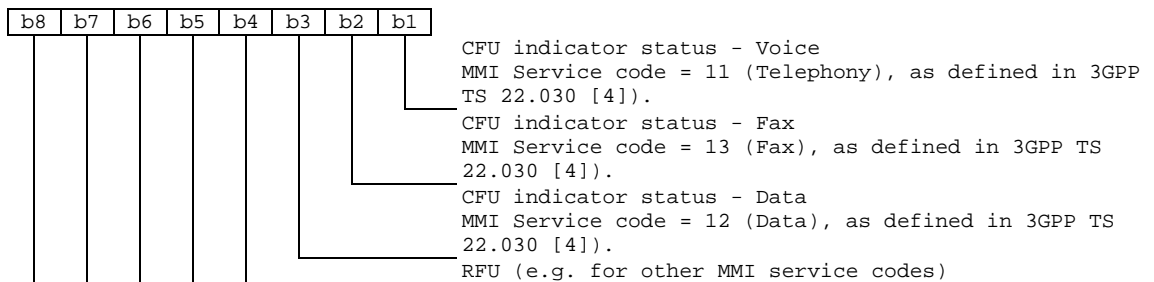 b8 b7 b6 b5 b4 b3 b2 b1
CFU indicator status - Voice
MMI Service code = 11 (Telephony), as defined in 3GPP
TS 22.030 [4]).
CFU indicator status - Fax
MMI Service code = 13 (Fax), as defined in 3GPP TS
22.030 [4]).
CFU indicator status - Data
MMI Service code = 12 (Data), as defined in 3GPP TS
22.030 [4]).
RFU (e.g. for other MMI service codes)